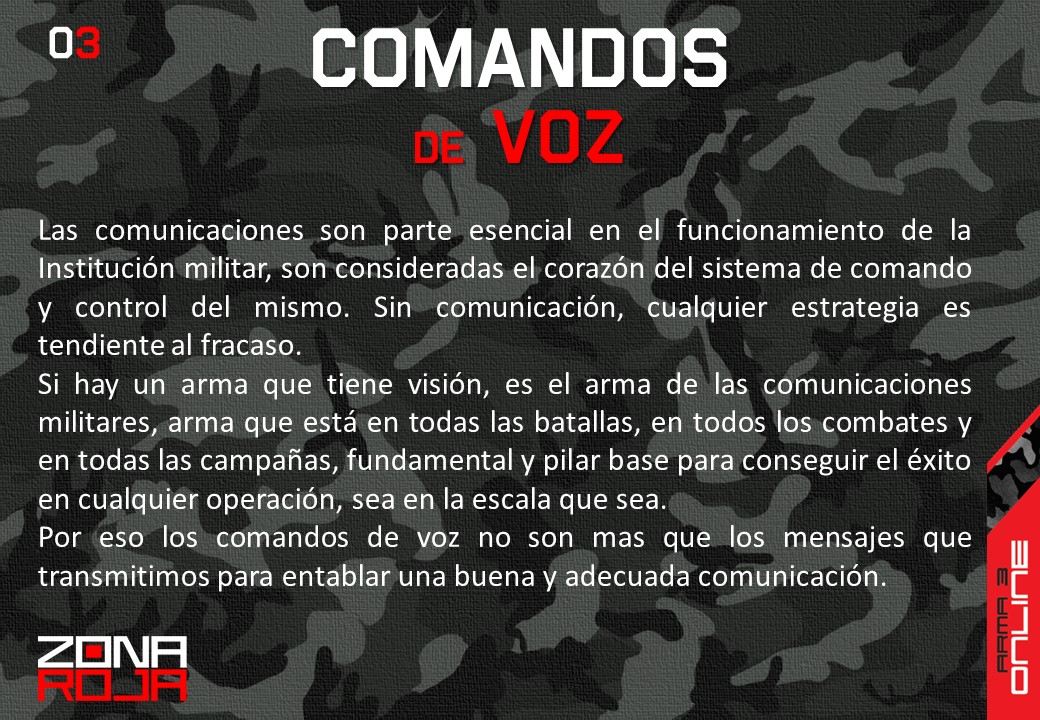 03
COMANDOS
DE VOZ
Las comunicaciones son parte esencial en el funcionamiento de la
Institución militar, son consideradas el corazón del sistema de comando
y control del mismo. Sin comunicación, cualquier estrategia es
tendiente al fracaso.
Si hay un arma que tiene visión, es el arma de las comunicaciones
militares, arma que está en todas las batallas, en todos los combates y
en todas las campañas, fundamental y pilar base para conseguir el éxito
en cualquier operación, sea en la escala que sea.
Por eso los comandos de voz no son mas que los mensajes que
transmitimos para entablar una buena y adecuada comunicación.
ZONA
ROJA
ARMA 3
ONLINE